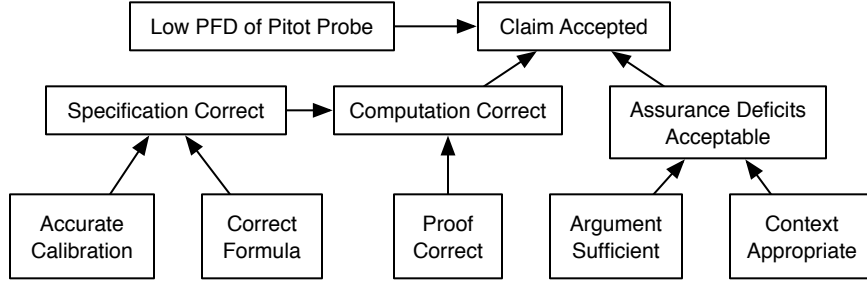 Low PFD of Pitot Probe
Claim Accepted
Specification Correct
Computation Correct
Assurance Deficits
Acceptable
Accurate
Calibration
Correct
Formula
Proof
Correct
Argument
Sufficient
Context
Appropriate